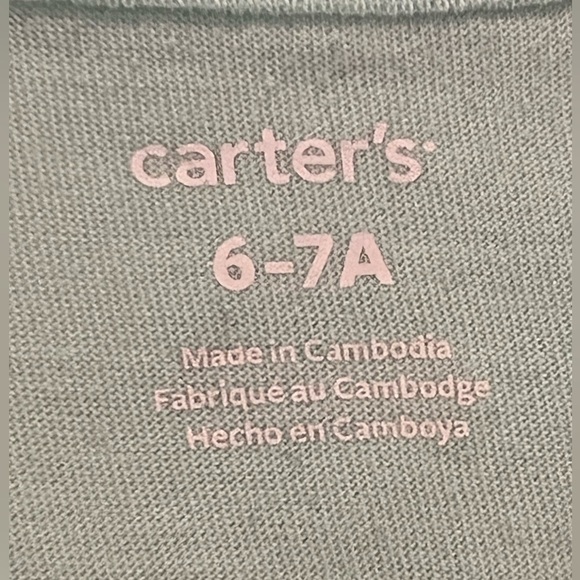 carter's
6-7A
Made in Cambodia
Fabriqué au Cambodge
Hecho en Camboya